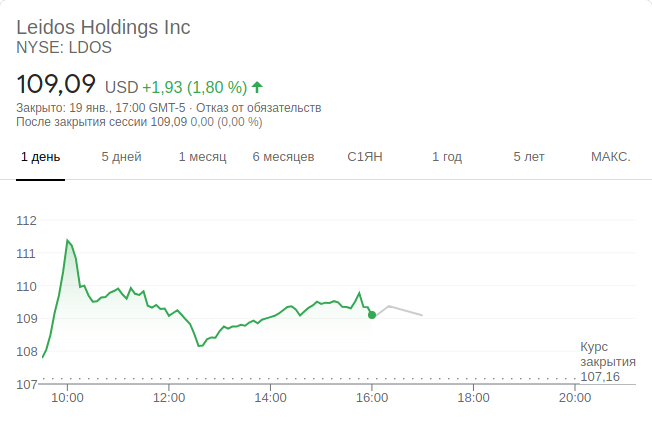 Leidos Holdings Inc
NYSE: LDOS
109,09 USD +1,93 (1,80 %)
Закрыто: 19 янв., 17:00 GMT-5 · Отказ от обязательств
После закрытия сессии 109,09 0,00 (0,00 %)
1 день 5 дней 1 месяц 6 месяцев С1ЯН 1 год 5 лет МАКС.
112
111
110
109
108
Курс
закрытия
107,16
107
10:00 12:00 14:00 16:00 18:00 20:00